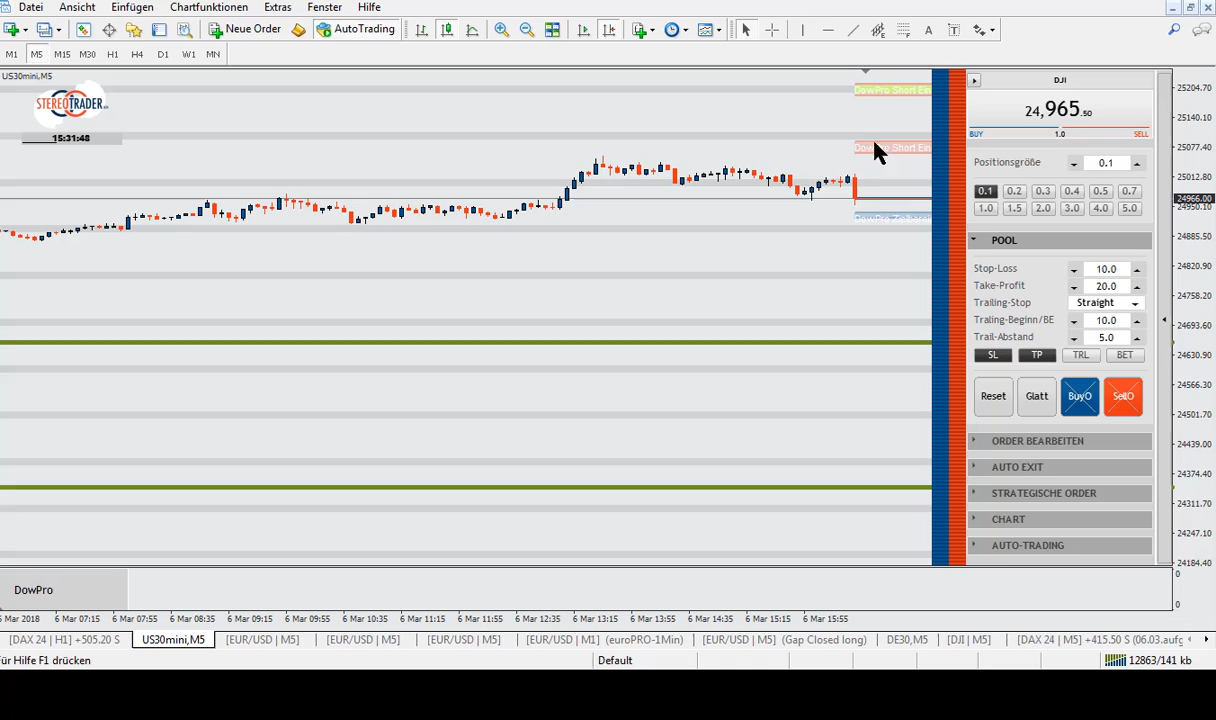 Datei Ansicht Einfügen Chartfunktionen Extras Fenster Hilfe
Neue Order AutoTrading A T
M1 M5 M15 M30 H1 H4 D1 W1 MN
US30mini,M5
STEREOTRADER
15:31:48
DowPro Short Ein
DowPro Short Ein
DJI
24,965.50
BUY 1.0 SELL
Positionsgröße 0.1
0.1 0.2 0.3 0.4 0.5 0.7
1.0 1.5 2.0 3.0 4.0 5.0
POOL
Stop-Loss 10.0
Take-Profit 20.0
Trailing-Stop Straight
Traling-Beginn/BE 10.0
Trail-Abstand 5.0
SL TP TRL BET
Reset Glatt BuyO SellO
ORDER BEARBEITEN
AUTO EXIT
STRATEGISCHE ORDER
CHART
AUTO-TRADING
25204.70
25140.10
25077.40
25012.80
24966.00
24950.10
24885.50
24820.90
24758.20
24693.60
24630.90
24566.30
24501.70
24439.00
24374.40
24311.70
24247.10
24184.40
DowPro
0
0
5 Mar 2018 6 Mar 07:15 6 Mar 07:55 6 Mar 08:35 6 Mar 09:15 6 Mar 09:55 6 Mar 10:35 6 Mar 11:15 6 Mar 11:55 6 Mar 12:35 6 Mar 13:15 6 Mar 13:55 6 Mar 14:35 6 Mar 15:15 6 Mar 15:55
[DAX 24 | H1] +505.20 S US30mini,M5 [EUR/USD | M5] [EUR/USD | M5] [EUR/USD | M5] [EUR/USD | M1] (euroPRO-1Min) [EUR/USD | M5] (Gap Closed long) DE30,M5 [DJI | M5] [DAX 24 | M5] +415.50 S (06.03.aufg
Für Hilfe F1 drücken Default 12863/141 kb